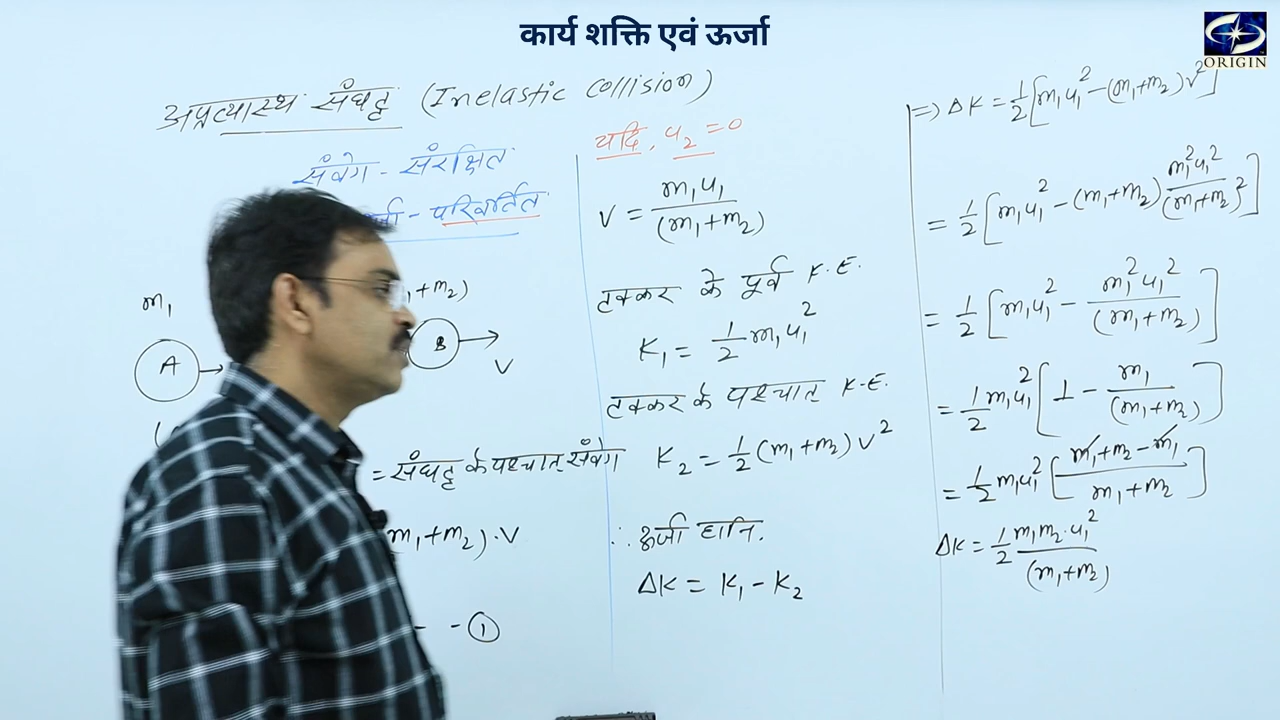 कार्य शक्ति एवं ऊर्जा
ORIGIN
अप्रत्यास्थ संघट्ट (Inelastic Collision)
संवेग - संरक्षित
- परिवर्तित
m₁
A
+ m₂)
B
V
= संघट्ट के पश्चात् संवेग
m₁+m₂)·V
- - ①
यदि, u₂ = 0
V = m₁u₁/(m₁+m₂)
टक्कर के पूर्व K.E.
K₁ = 1/2 m₁u₁²
टक्कर के पश्चात् K.E.
K₂ = 1/2 (m₁+m₂) V²
∴ ऊर्जा हानि.
ΔK = K₁ - K₂
=> ΔK = 1/2 [m₁u₁² - (m₁+m₂) V²]
= 1/2 [m₁u₁² - (m₁+m₂) m₁²u₁²/(m₁+m₂)²]
= 1/2 [m₁u₁² - m₁²u₁²/(m₁+m₂)]
= 1/2 m₁u₁² [1 - m₁/(m₁+m₂)]
= 1/2 m₁u₁² [m₁+m₂-m₁/m₁+m₂]
ΔK = 1/2 m₁m₂·u₁²/(m₁+m₂)